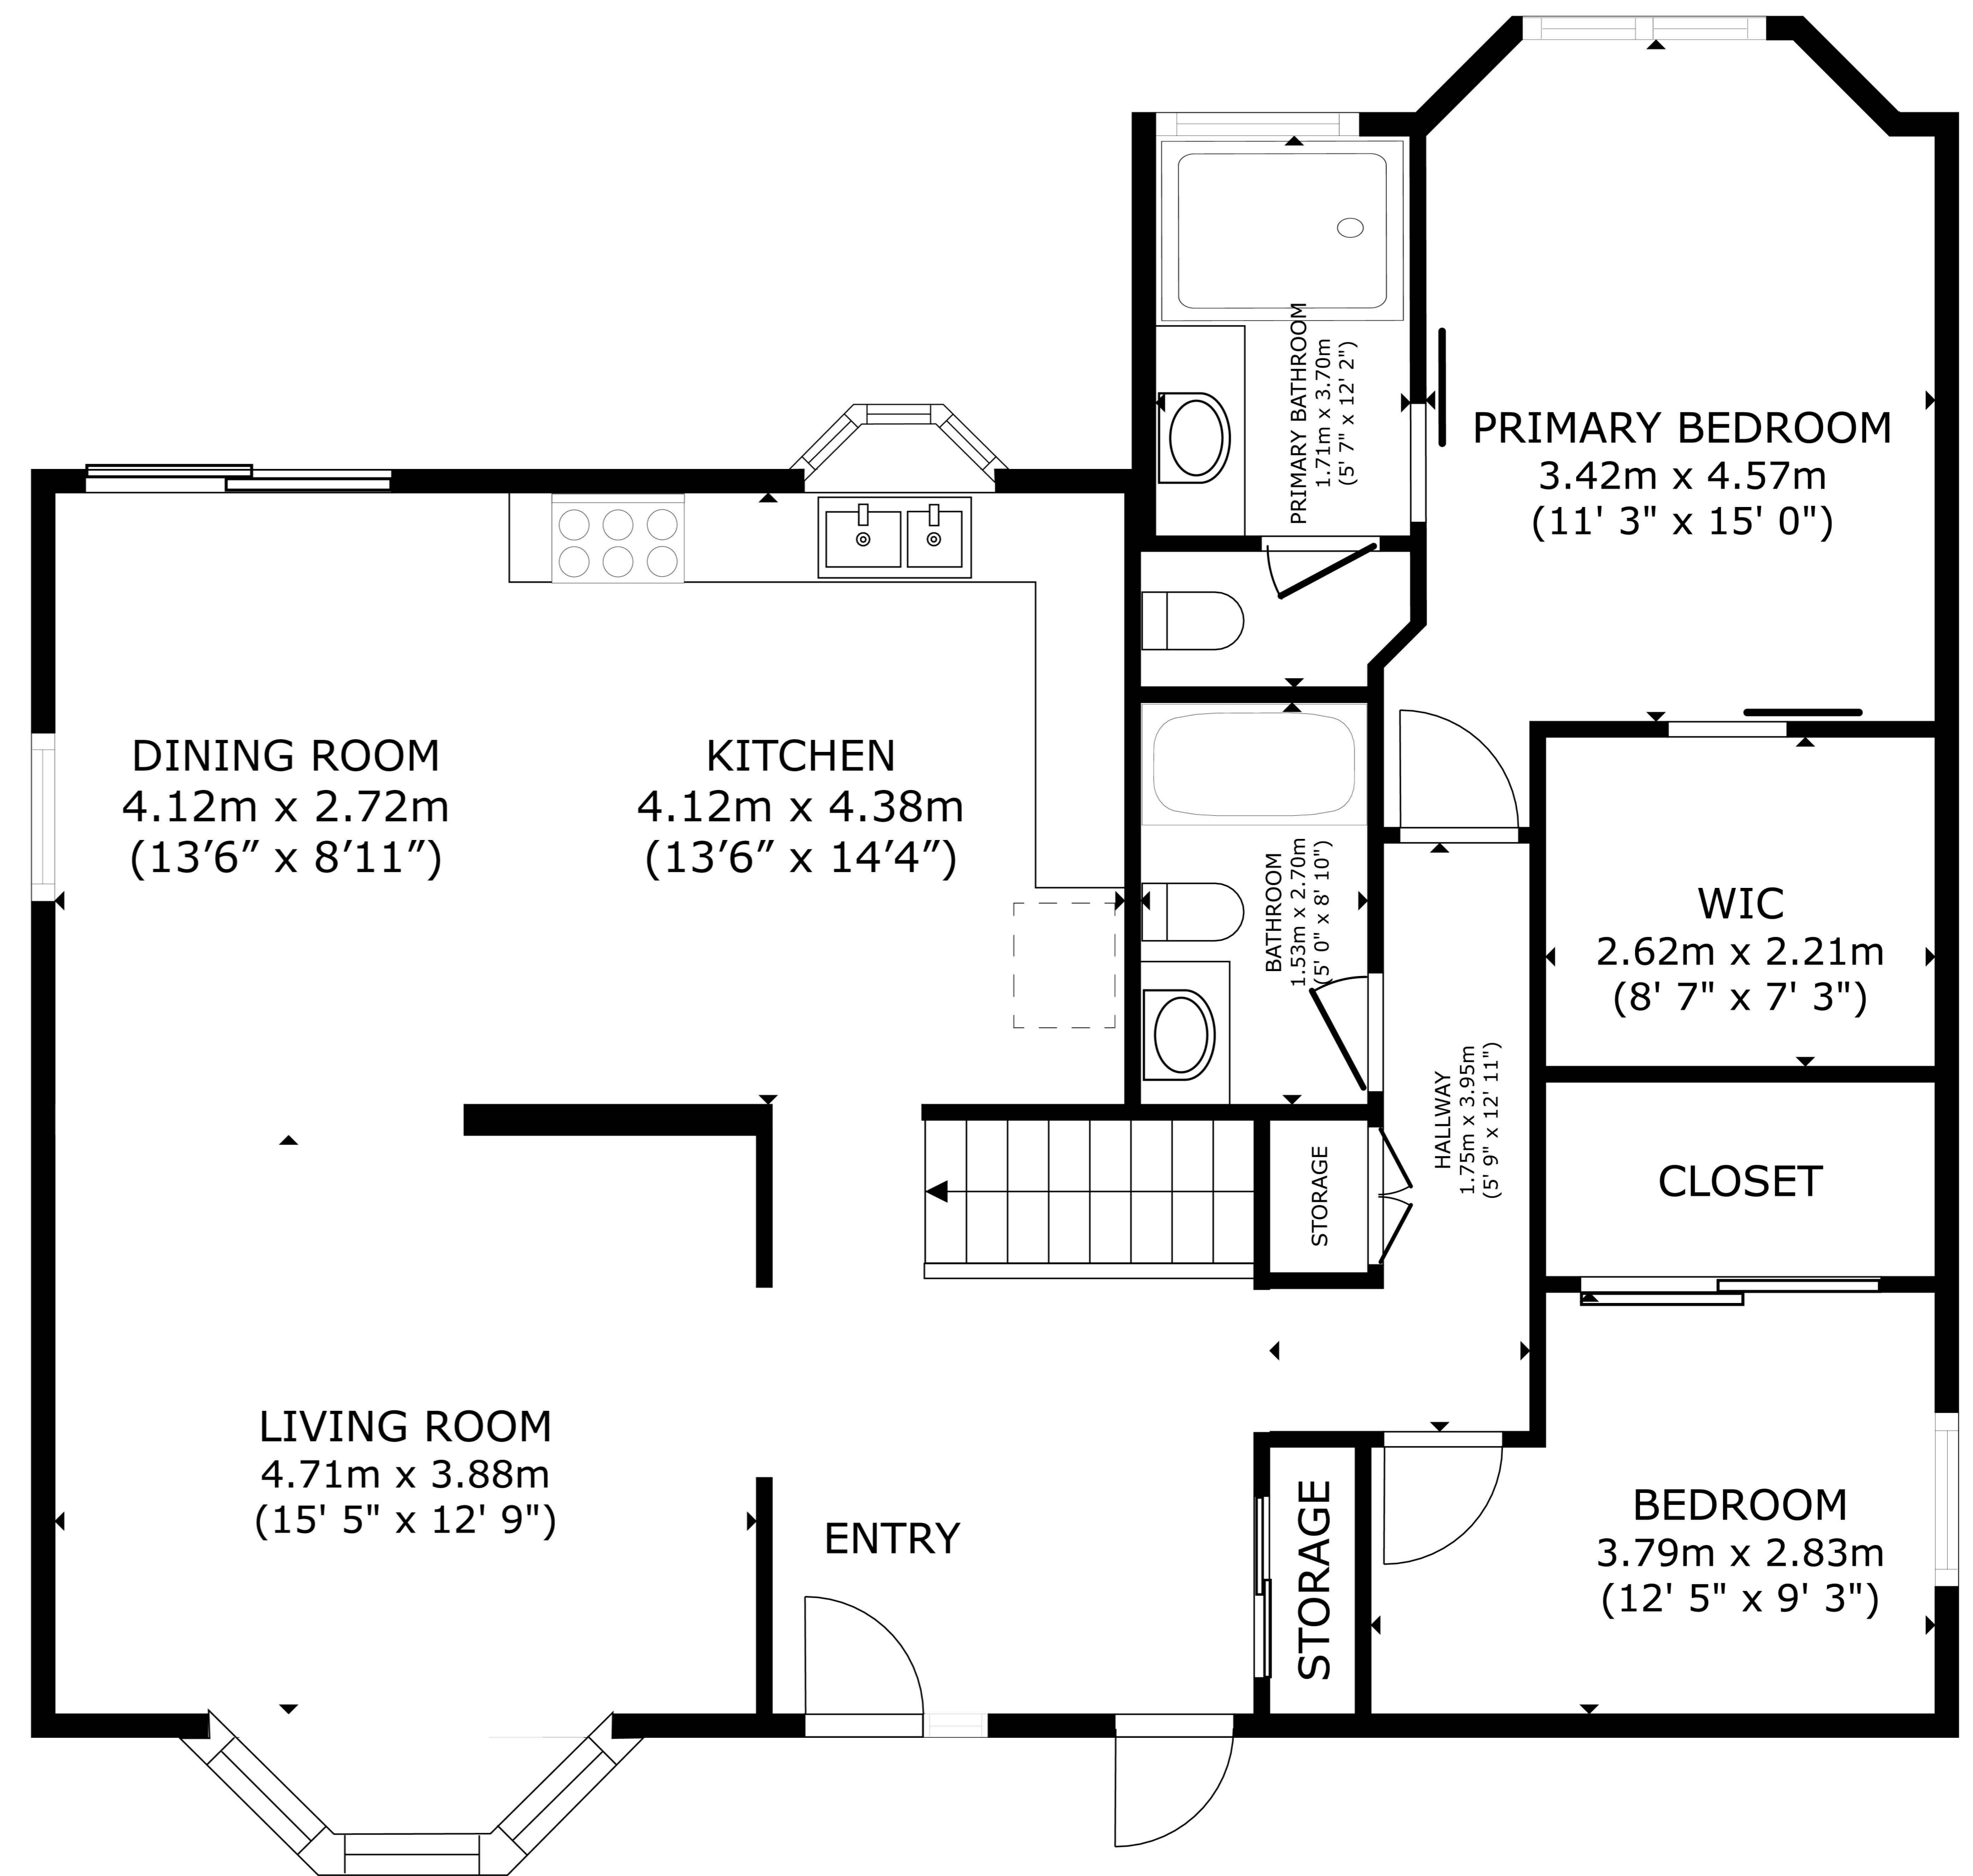 PRIMARY BATHROOM
1.71m x 3.70m
(5' 7" x 12' 2")
PRIMARY BEDROOM
3.42m x 4.57m
(11' 3" x 15' 0")
DINING ROOM
4.12m x 2.72m
(13’6” x 8’11”)
KITCHEN
4.12m x 4.38m
(13’6” x 14’4”)
BATHROOM
1.53m x 2.70m
(5' 0" x 8' 10")
WIC
2.62m x 2.21m
(8' 7" x 7' 3")
HALLWAY
1.75m x 3.95m
(5' 9" x 12' 11")
STORAGE
CLOSET
LIVING ROOM
4.71m x 3.88m
(15' 5" x 12' 9")
ENTRY
STORAGE
BEDROOM
3.79m x 2.83m
(12' 5" x 9' 3")